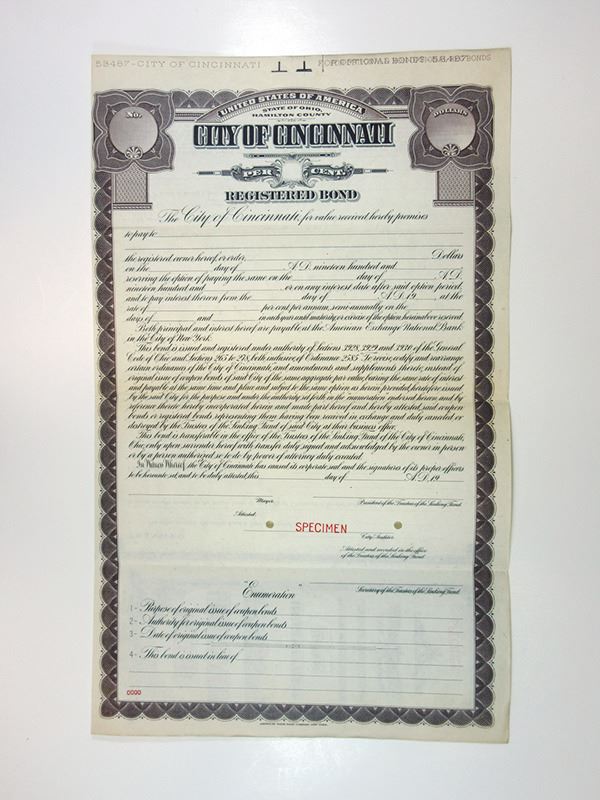 53467-CITY OF CINCINNATI
No.
DOLLARS
UNITED STATES OF AMERICA
STATE OF OHIO,
HAMILTON COUNTY
CITY OF CINCINNATI
PER CENT.
REGISTERED BOND
The City of Cincinnati, for value received, hereby promises
to pay to
the registered owner hereof, or order, Dollars
on the day of A.D. nineteen hundred and
reserving the option of paying the same on the day of , A.D.
nineteen hundred and , or on any interest date after said option period,
and to pay interest thereon from the day of A.D. 19 , at the
rate of per cent per annum, semi-annually on the
days of and in each year until maturity, or exercise of the option herein above reserved.
Both principal and interest hereof are payable at the American Exchange National Bank
in the City of New York.
This bond is issued and registered under authority of Sections 3928, 3929 and 3930 of the General
Code of Ohio and Sections 265 to 278, both inclusive of Ordinance 2585 "To revise, codify and rearrange
certain ordinances of the City of Cincinnati, and amendments and supplements thereto, instead of
original issue of coupon bonds of said City of the same aggregate par value, bearing the same rate of interest
and payable at the same time and place and subject to the same option as herein provided, heretofore issued
by the said City for the purpose and under the authority set forth in the enumeration endorsed hereon and by
reference thereto hereby incorporated herein and made part hereof and hereby attested, said coupon
bonds or registered bonds representing them having been received in exchange and duly canceled or
destroyed by the Trustees of the Sinking Fund of said City at their business office.
This bond is transferable in the office of the Trustees of the Sinking Fund of the City of Cincinnati,
Ohio, only upon surrender hereof with transfer duly signed and acknowledged by the owner in person
or by a person authorized so to do by power of attorney duly executed.
In Witness Whereof, the City of Cincinnati has caused its corporate seal and the signatures of its proper officers
to be hereunto set, and to be duly attested, this day of A.D. 19
Mayor.
President of the Trustees of the Sinking Fund.
Attested:
SPECIMEN
City Auditor.
Attested and recorded in the office
of the Trustees of the Sinking Fund.
Secretary of the Trustees of the Sinking Fund.
"Enumeration"
1- Purpose of original issue of coupon bonds
2- Authority for original issue of coupon bonds
3- Date of original issue of coupon bonds
4- This bond is issued in lieu of
0000